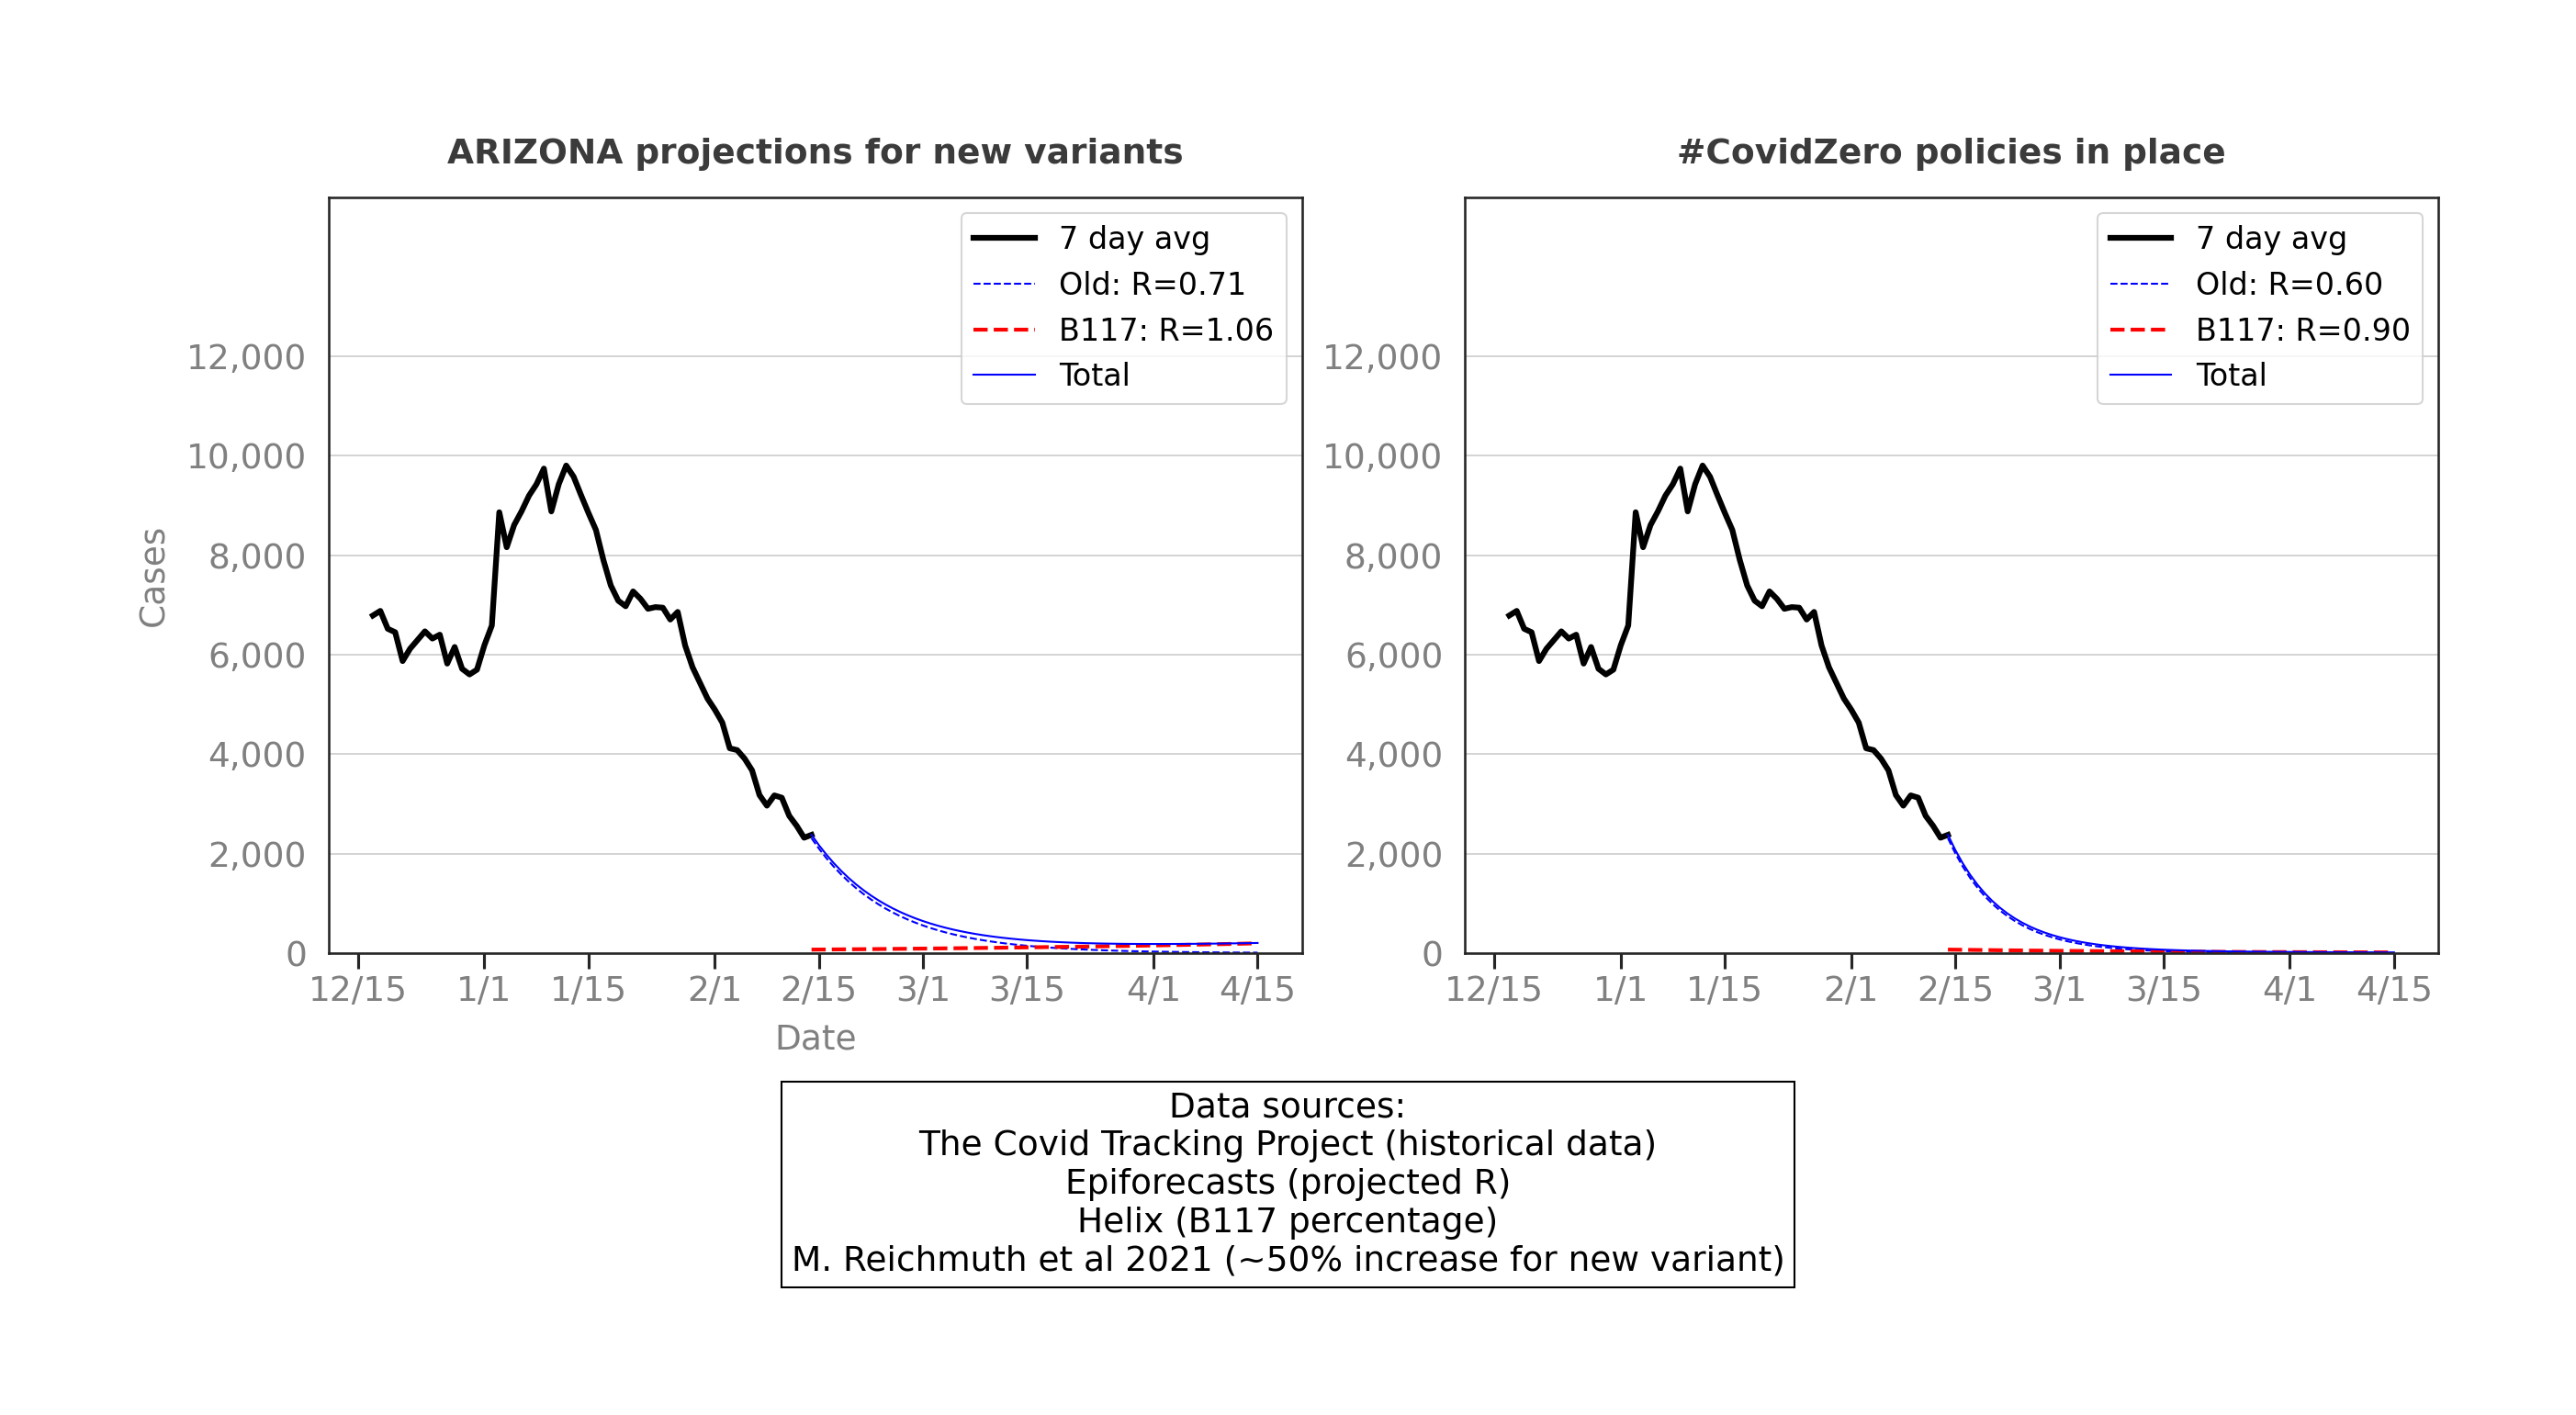 ARIZONA projections for new variants
7 day avg
Old: R=0.71
B117: R=1.06
Total
12,000
10,000
8,000
6,000
4,000
2,000
0
Cases
12/15 1/1 1/15 2/1 2/15 3/1 3/15 4/1 4/15
Date
#CovidZero policies in place
7 day avg
Old: R=0.60
B117: R=0.90
Total
12,000
10,000
8,000
6,000
4,000
2,000
0
12/15 1/1 1/15 2/1 2/15 3/1 3/15 4/1 4/15
Data sources:
The Covid Tracking Project (historical data)
Epiforecasts (projected R)
Helix (B117 percentage)
M. Reichmuth et al 2021 (~50% increase for new variant)